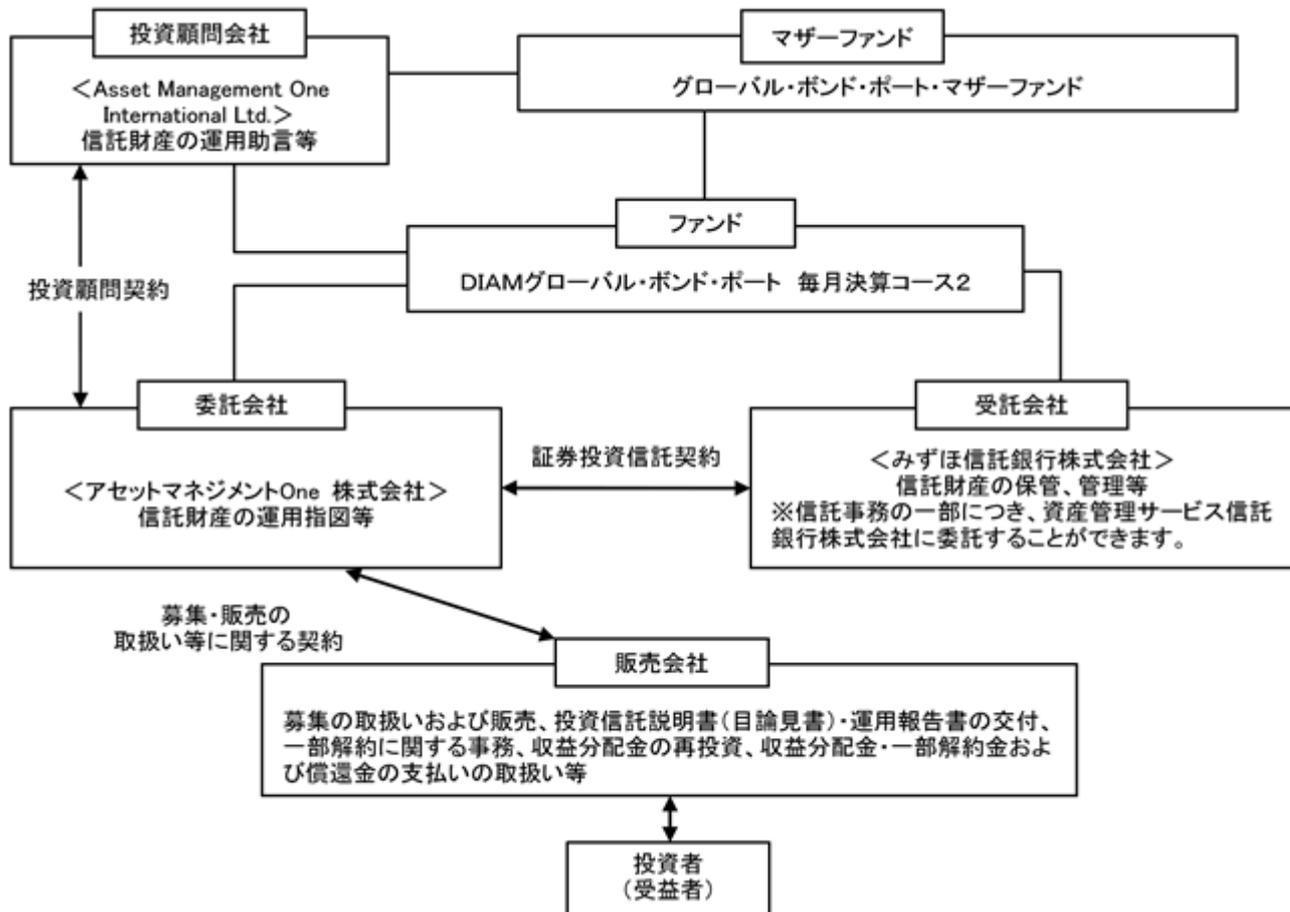 投資顧問会社
<Asset Management One
International Ltd.>
信託財産の運用助言等
マザーファンド
グローバル・ボンド・ポート・マザーファンド
ファンド
DIAMグローバル・ボンド・ポート 毎月決算コース2
投資顧問契約
委託会社
<アセットマネジメントOne 株式会社>
信託財産の運用指図等
証券投資信託契約
受託会社
<みずほ信託銀行株式会社>
信託財産の保管、管理等
※信託事務の一部につき、資産管理サービス信託
銀行株式会社に委託することができます。
募集・販売の
取扱い等に関する契約
販売会社
募集の取扱いおよび販売、投資信託説明書(目論見書)・運用報告書の交付、
一部解約に関する事務、収益分配金の再投資、収益分配金・一部解約金およ
び償還金の支払いの取扱い等
投資者
(受益者)